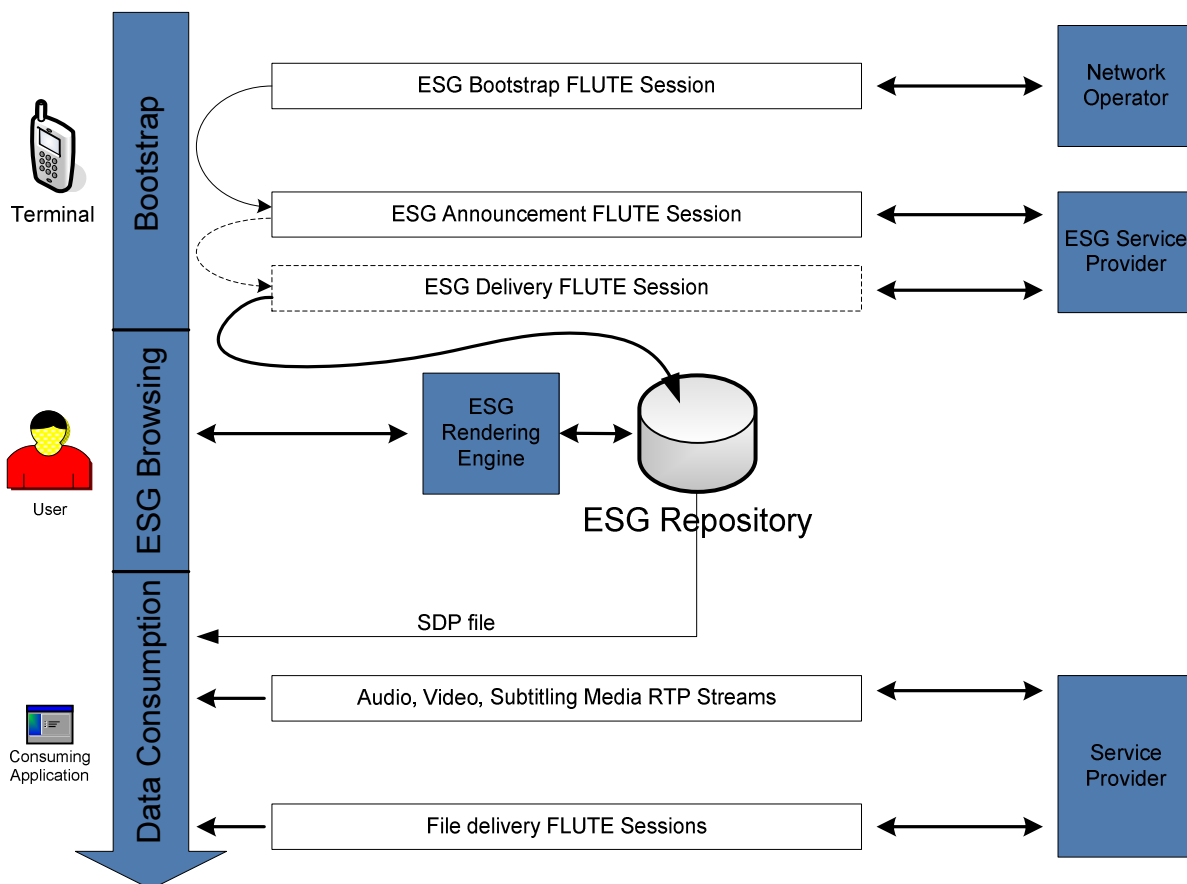 Bootstrap
ESG Bootstrap FLUTE Session
Network
Operator
Terminal
ESG Announcement FLUTE Session
ESG Service
Provider
ESG Delivery FLUTE Session
ESG Browsing
User
ESG
Rendering
Engine
ESG Repository
Data Consumption
SDP file
Audio, Video, Subtitling Media RTP Streams
Consuming
Application
Service
Provider
File delivery FLUTE Sessions